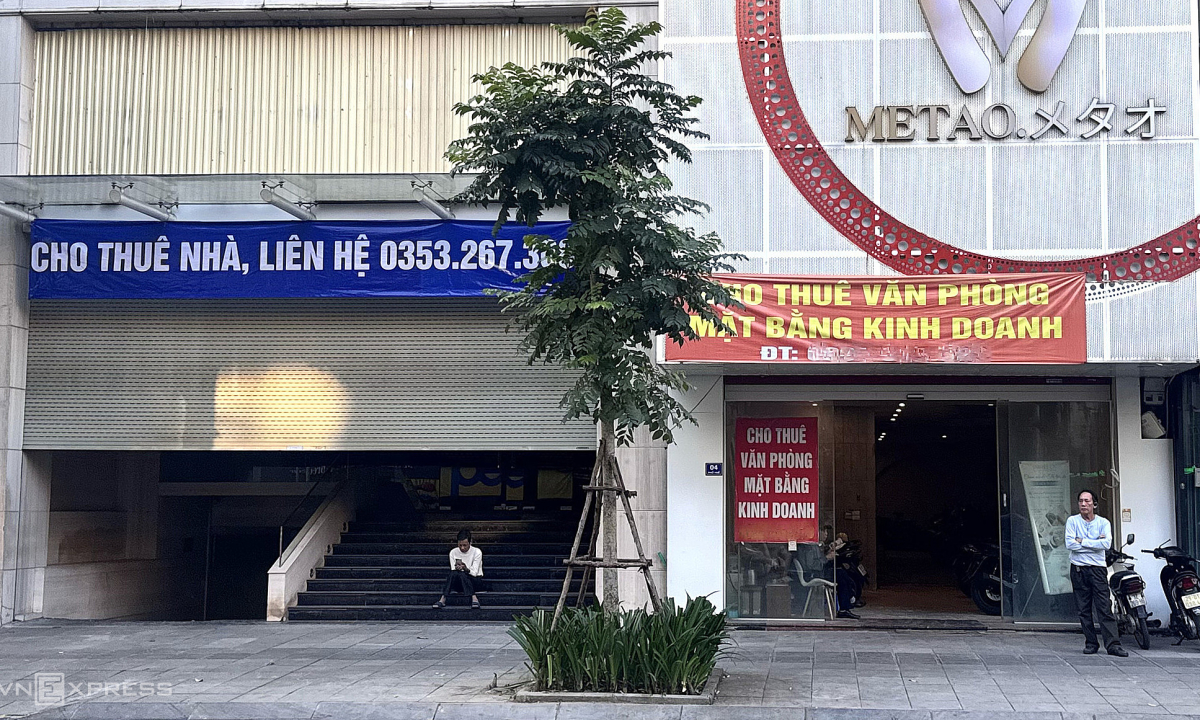 METAO.メタオ
CHO THUÊ NHÀ, LIÊN HỆ 0353.267.3
CHO THUÊ VĂN PHÒNG
MẶT BẰNG KINH DOANH
ĐT:
CHO THUÊ
VĂN PHÒNG
MẶT BẰNG
KINH DOANH
04
VNEXPRESS